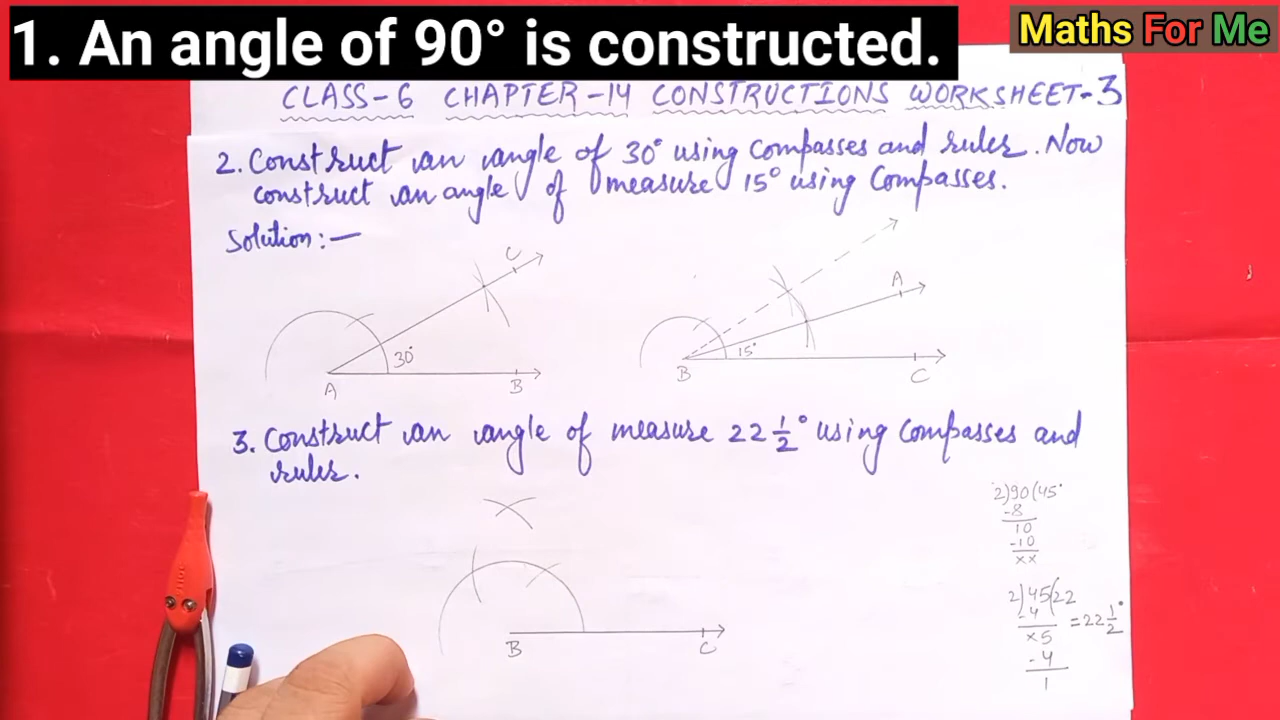 1. An angle of 90° is constructed.
Maths For Me
CLASS-6 CHAPTER-14 CONSTRUCTIONS WORKSHEET-3
2. Construct an angle of 30° using Compasses and ruler. Now
construct an angle of measure 15° using Compasses.
Solution:-
C
30°
A
B
A
15°
B
C
3. Construct an angle of measure 22 1/2° using Compasses and
ruler.
B
C
2)90(45°
-8
10
-10
xx
2)45(22
-4
x5
=22 1/2°
-4
1